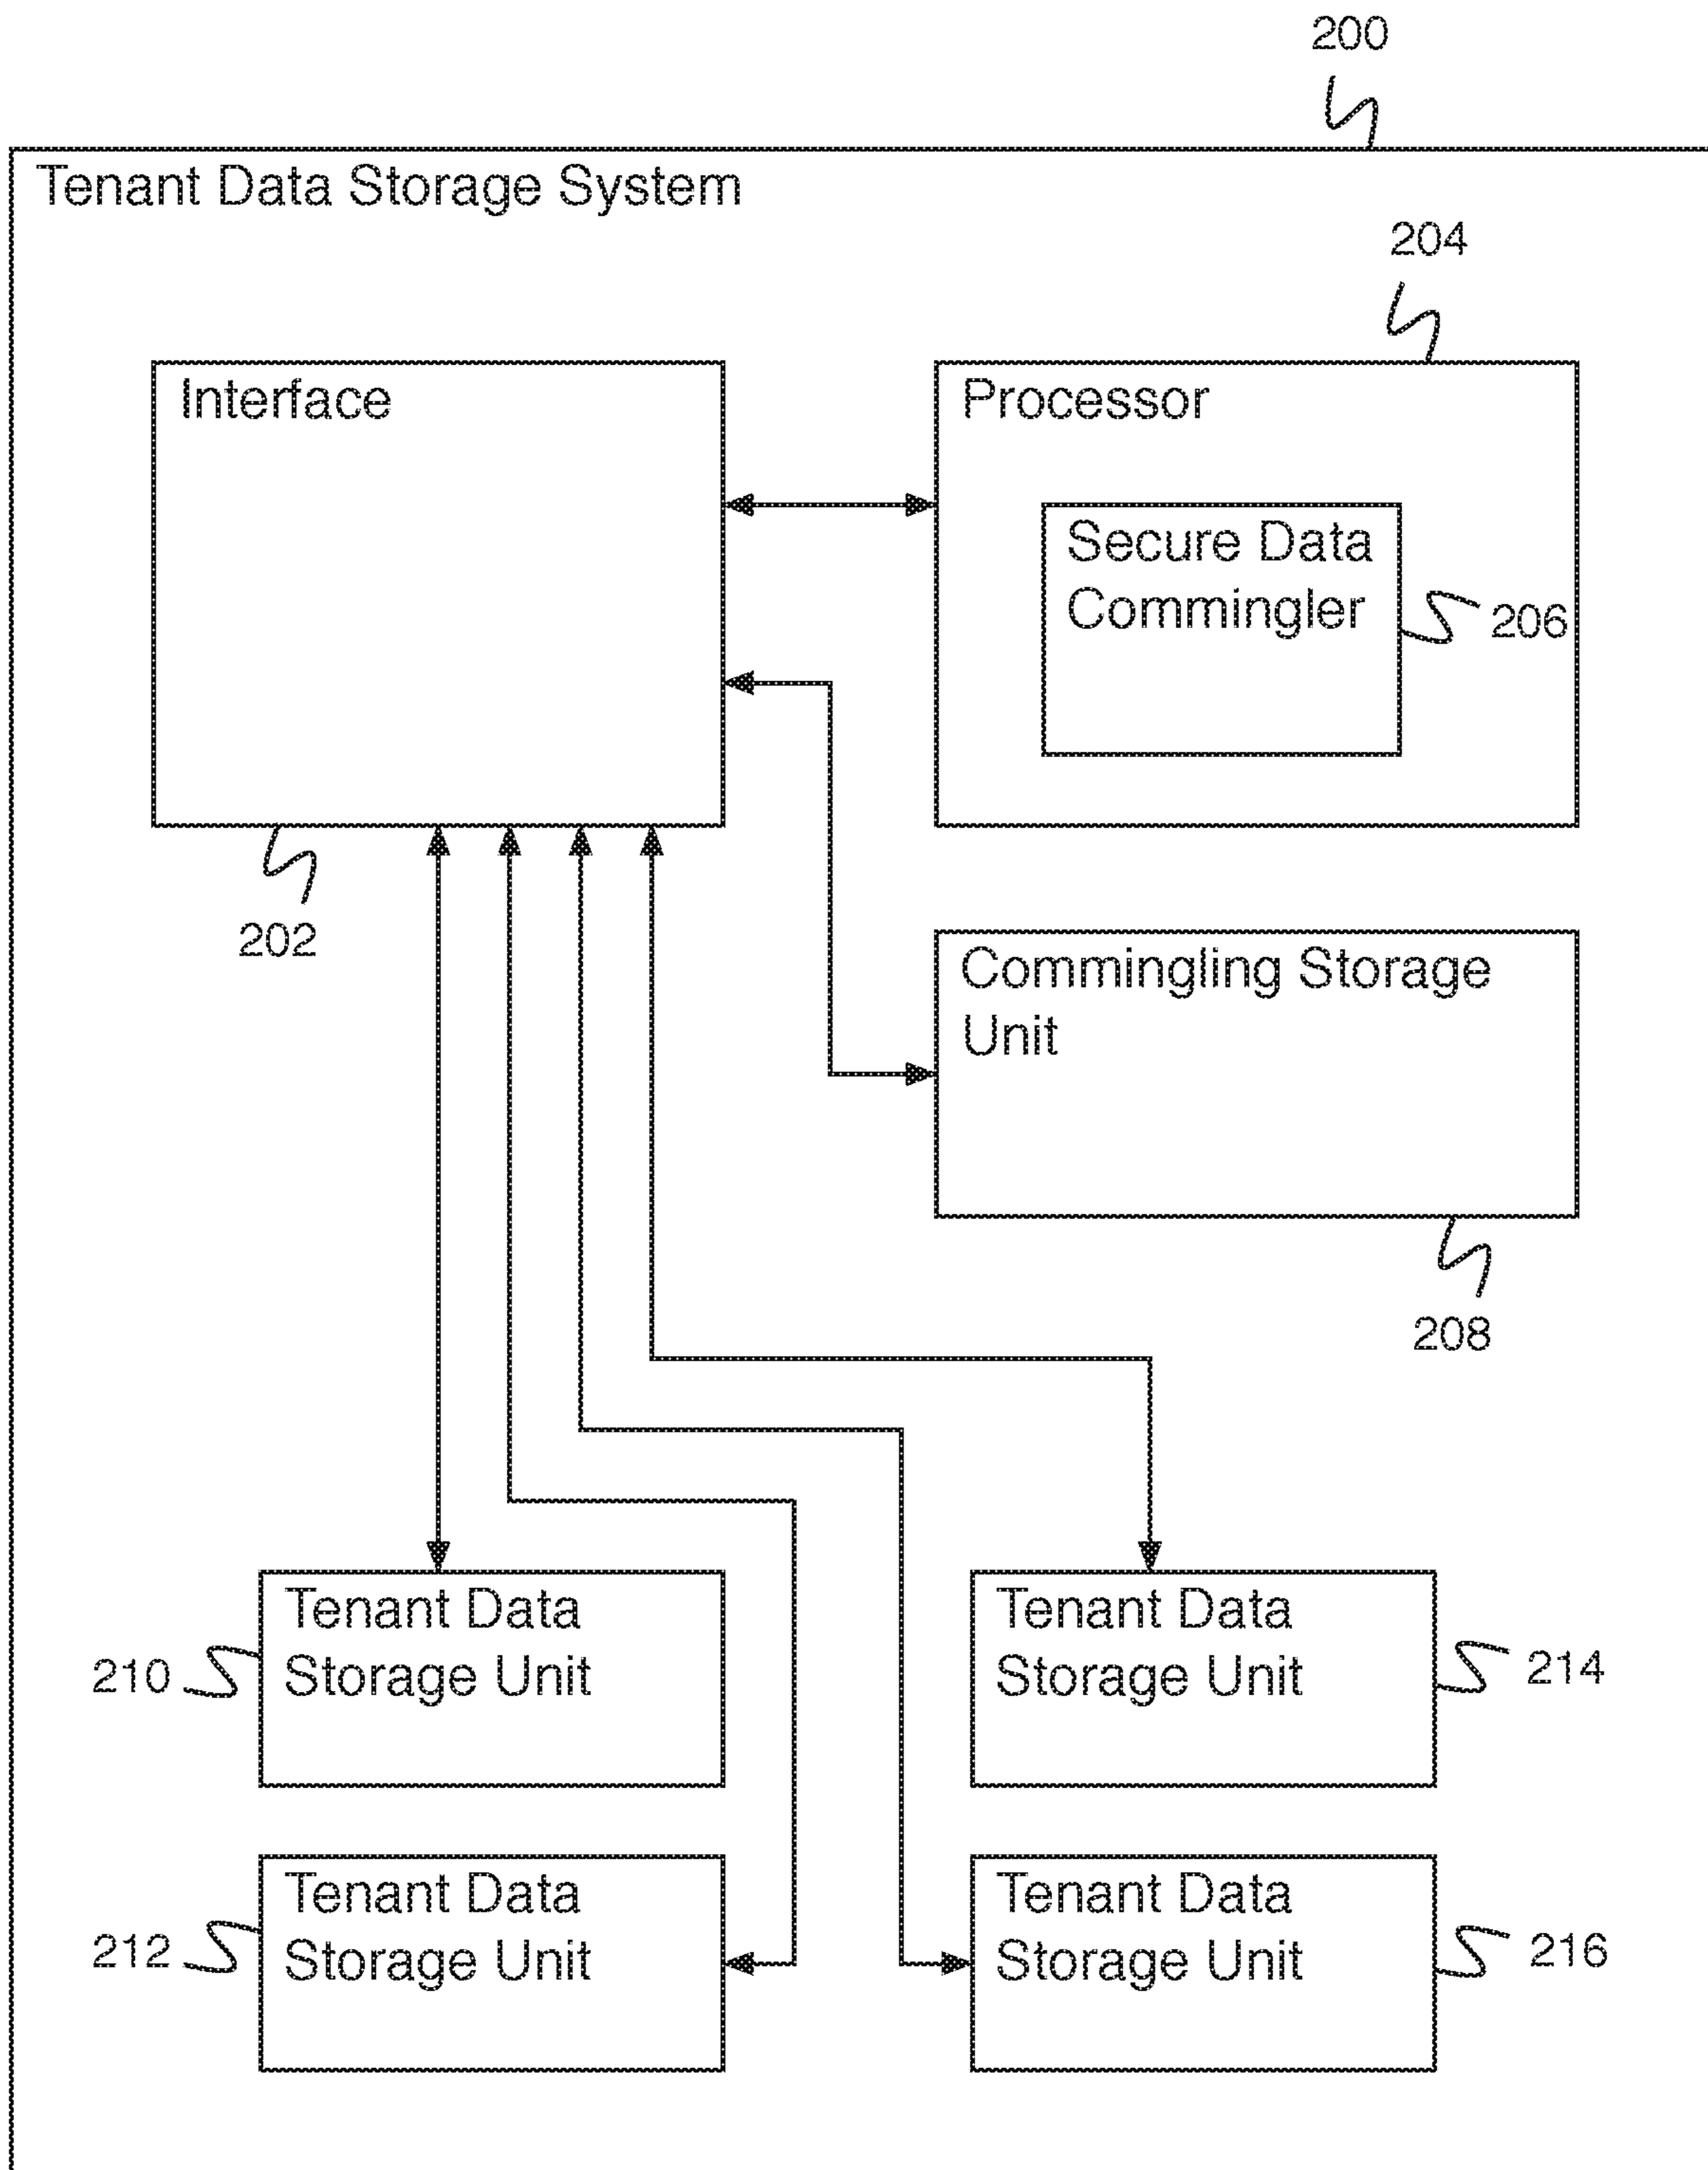 200
Tenant Data Storage System
204
Interface
Processor
Secure Data
Commingler
206
202
Commingling Storage
Unit
208
Tenant Data
Storage Unit
210
Tenant Data
Storage Unit
214
Tenant Data
Storage Unit
212
Tenant Data
Storage Unit
216